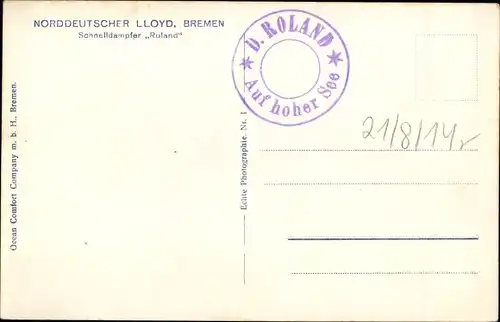 NORDDEUTSCHER LLOYD, BREMEN
Schnelldampfer „Roland"
D. ROLAND
Auf hoher See
21/8/14
Ocean Comfort Company m. b. H., Bremen.
Echte Photographie. Nr. 1